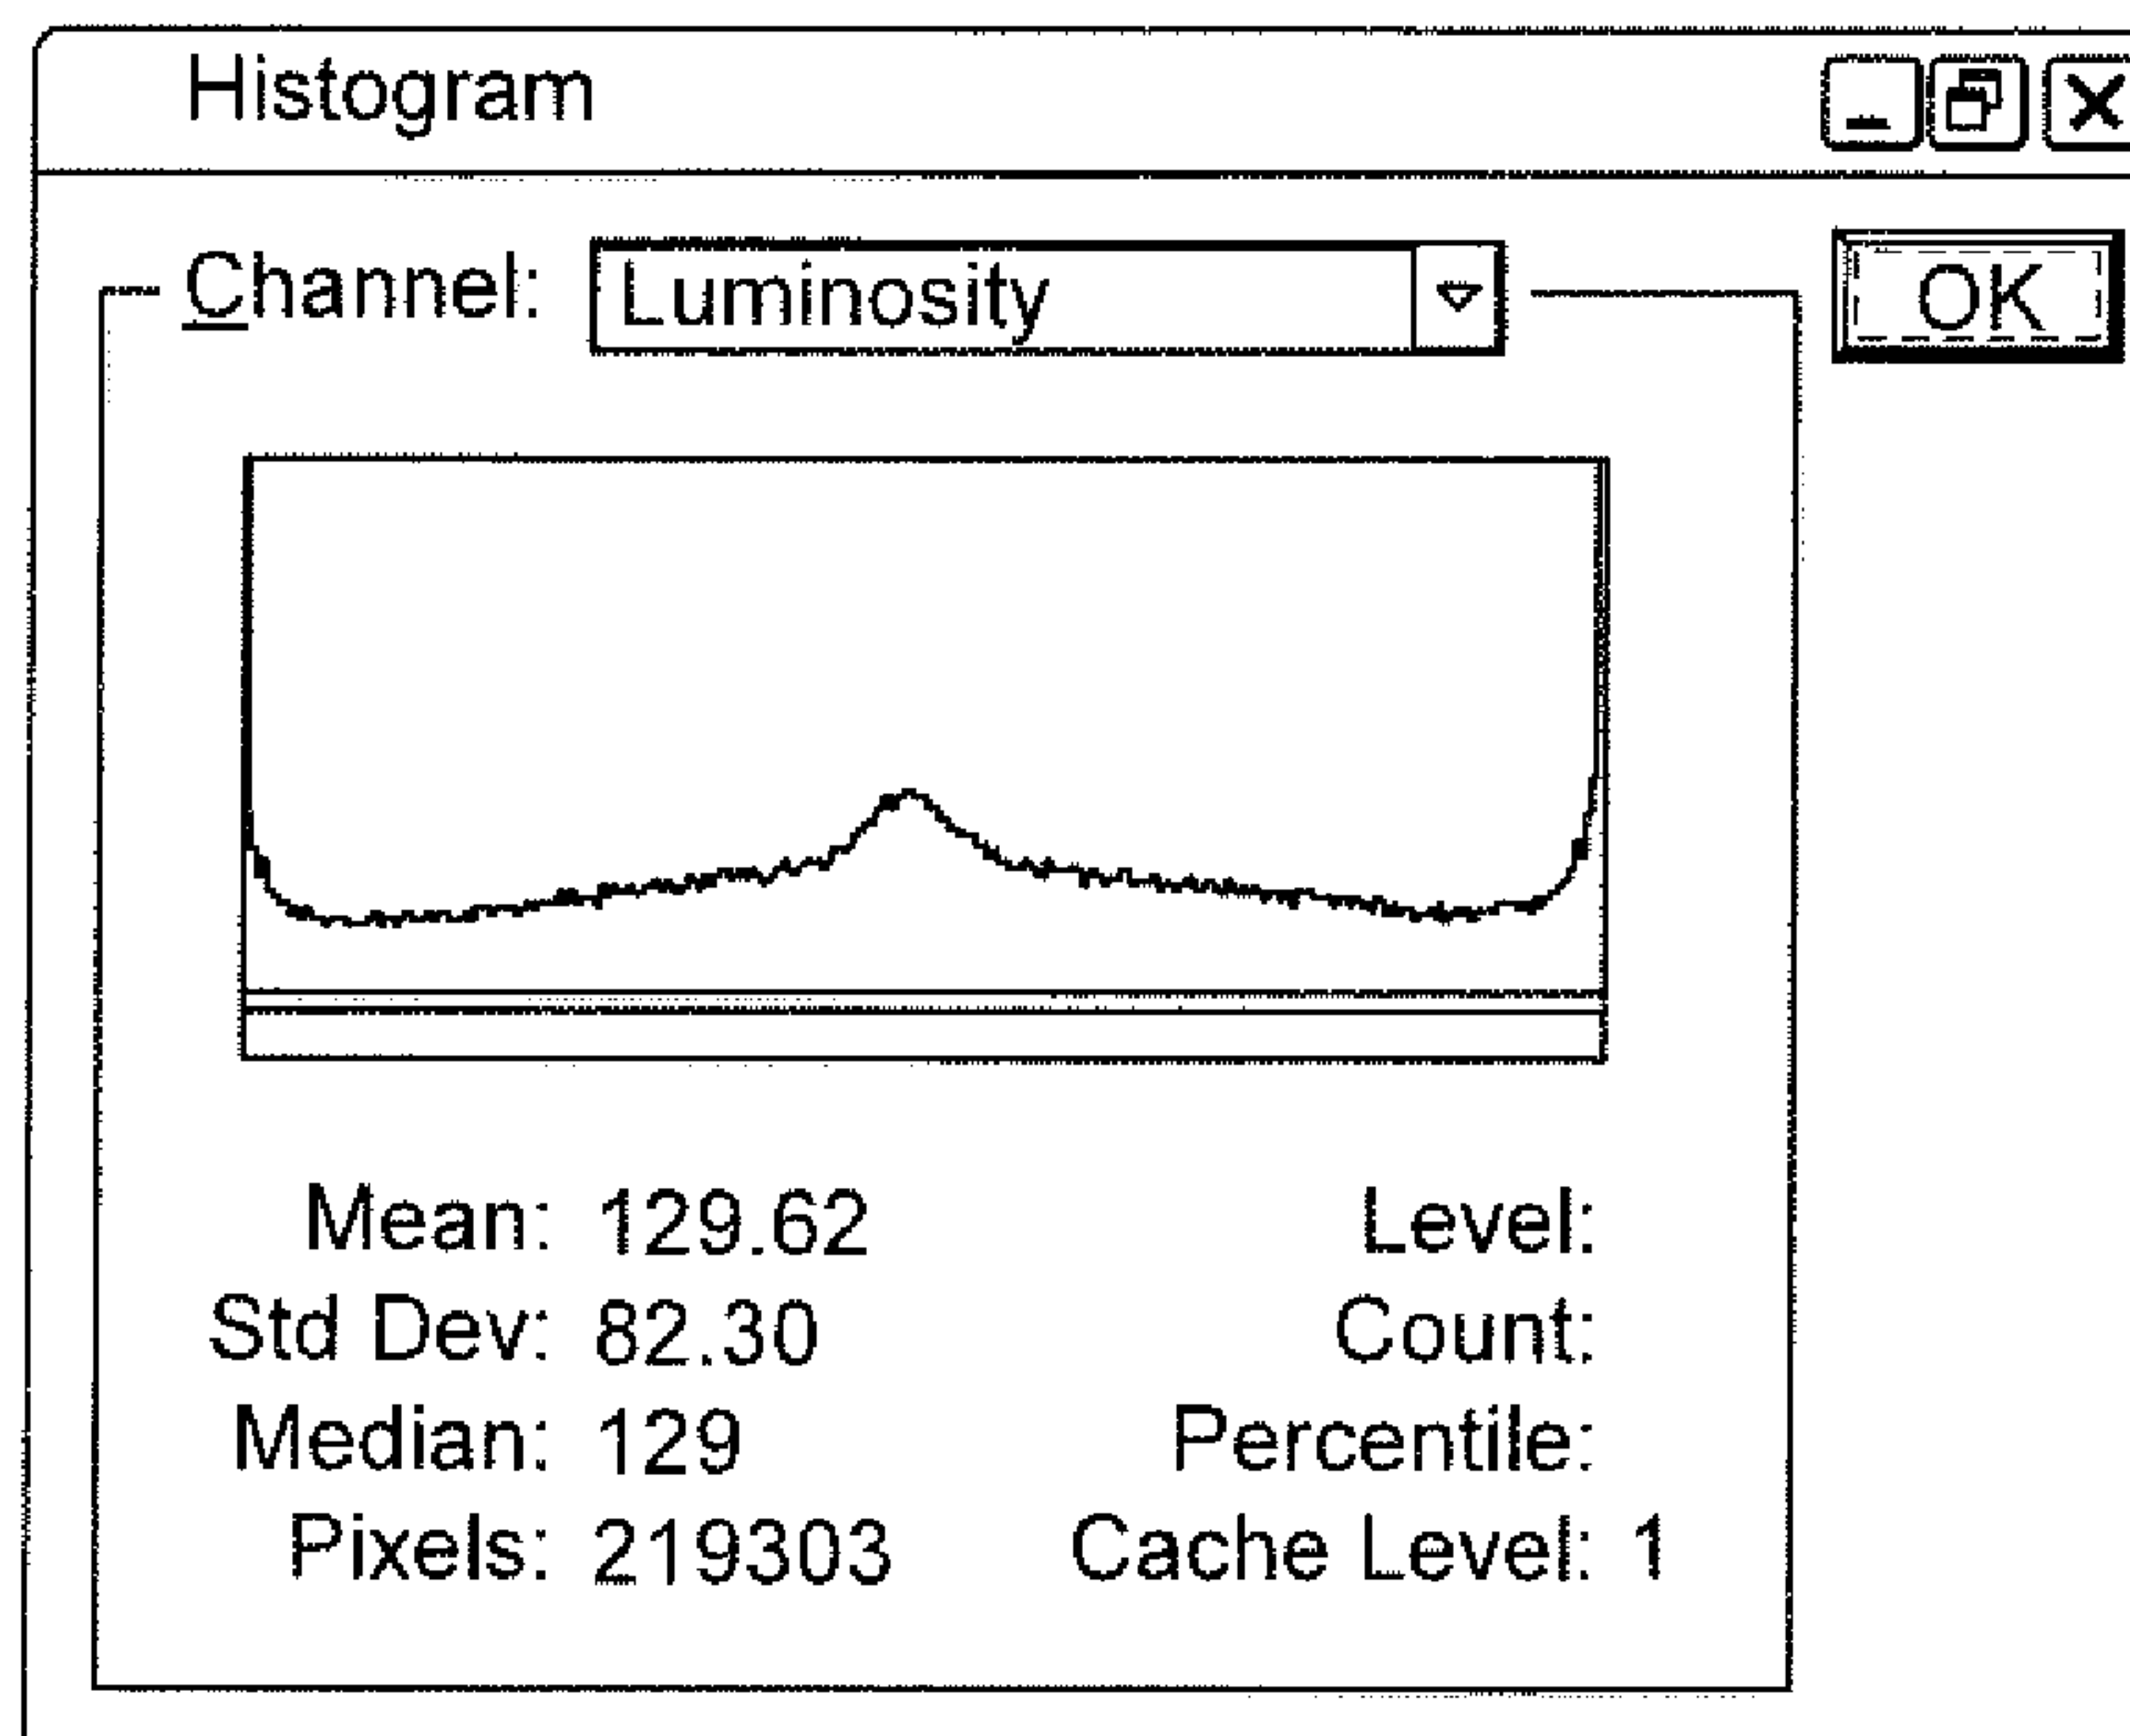 Histogram
Channel: Luminosity
OK
Mean: 129.62 Level:
Std Dev: 82.30 Count:
Median: 129 Percentile:
Pixels: 219303 Cache Level: 1